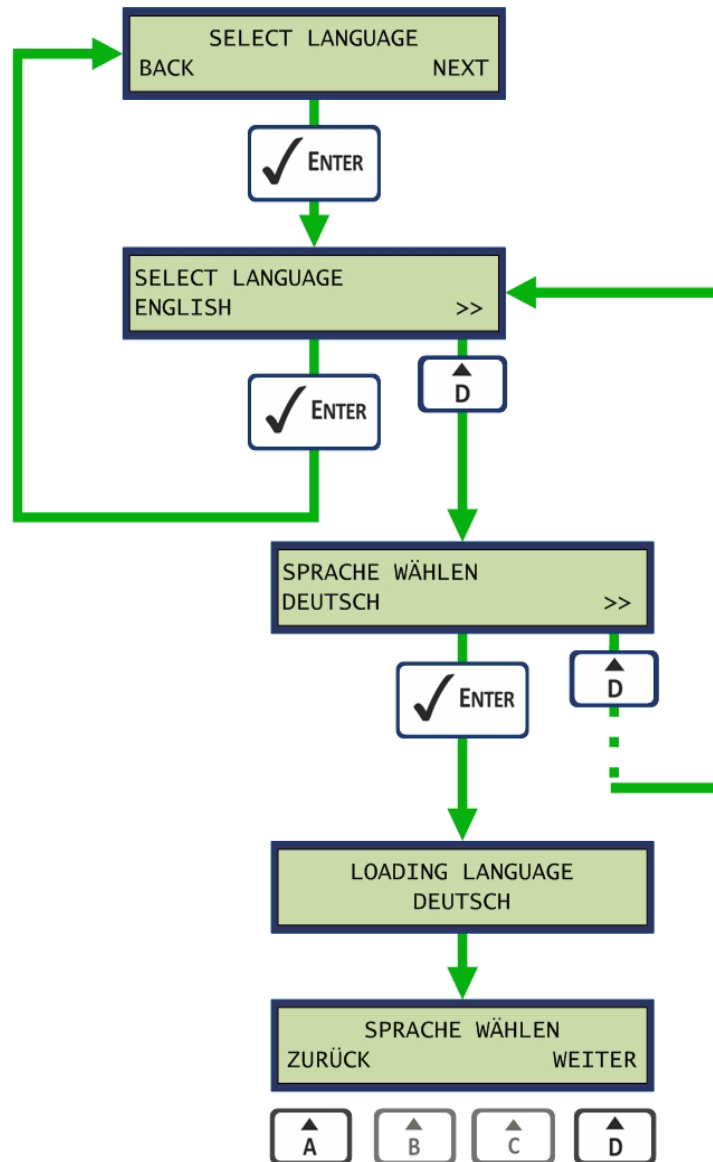 SELECT LANGUAGE
BACK NEXT
✓ ENTER
SELECT LANGUAGE
ENGLISH >>
✓ ENTER
D
SPRACHE WÄHLEN
DEUTSCH >>
✓ ENTER
D
LOADING LANGUAGE
DEUTSCH
SPRACHE WÄHLEN
ZURÜCK WEITER
A B C D